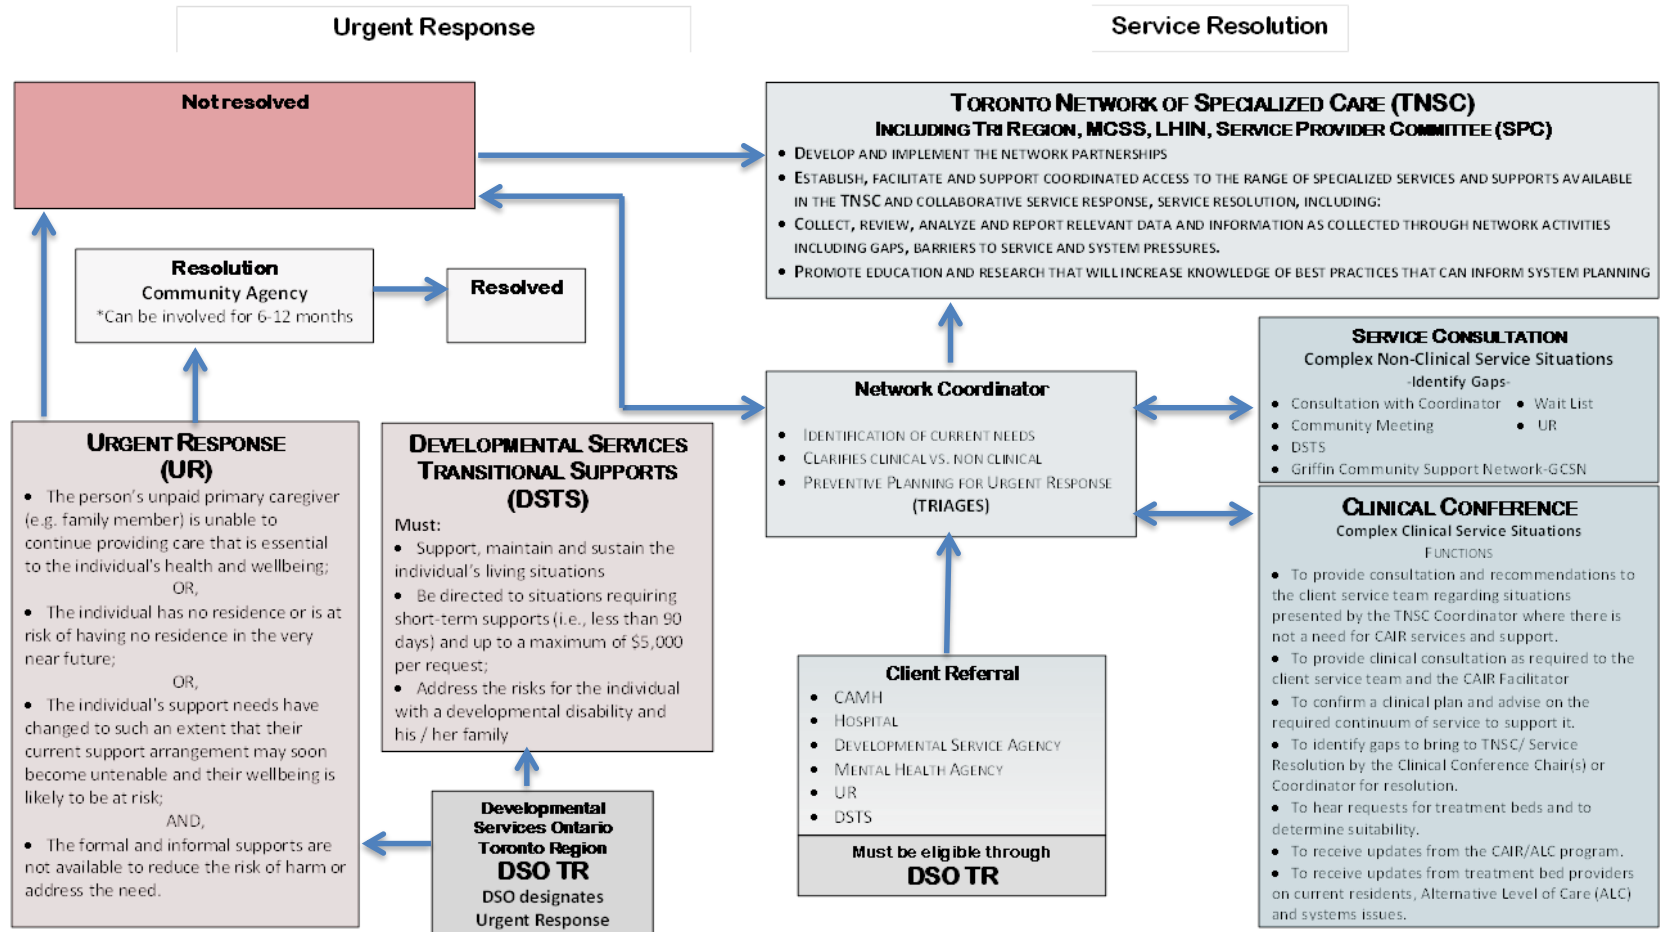 Urgent Response
Service Resolution
Not resolved
TORONTO NETWORK OF SPECIALIZED CARE (TNSC)
INCLUDING TRI REGION, MCSS, LHIN, SERVICE PROVIDER COMMITTEE (SPC)
• DEVELOP AND IMPLEMENT THE NETWORK PARTNERSHIPS
• ESTABLISH, FACILITATE AND SUPPORT COORDINATED ACCESS TO THE RANGE OF SPECIALIZED SERVICES AND SUPPORTS AVAILABLE
IN THE TNSC AND COLLABORATIVE SERVICE RESPONSE, SERVICE RESOLUTION, INCLUDING:
• COLLECT, REVIEW, ANALYZE AND REPORT RELEVANT DATA AND INFORMATION AS COLLECTED THROUGH NETWORK ACTIVITIES
INCLUDING GAPS, BARRIERS TO SERVICE AND SYSTEM PRESSURES.
• PROMOTE EDUCATION AND RESEARCH THAT WILL INCREASE KNOWLEDGE OF BEST PRACTICES THAT CAN INFORM SYSTEM PLANNING
Resolution
Community Agency
*Can be involved for 6-12 months
Resolved
URGENT RESPONSE
(UR)
• The person's unpaid primary caregiver
(e.g. family member) is unable to
continue providing care that is essential
to the individual's health and wellbeing;
OR,
• The individual has no residence or is at
risk of having no residence in the very
near future;
OR,
• The individual's support needs have
changed to such an extent that their
current support arrangement may soon
become untenable and their wellbeing is
likely to be at risk;
AND,
• The formal and informal supports are
not available to reduce the risk of harm or
address the need.
DEVELOPMENTAL SERVICES
TRANSITIONAL SUPPORTS
(DSTS)
Must:
• Support, maintain and sustain the
individual's living situations
• Be directed to situations requiring
short-term supports (i.e., less than 90
days) and up to a maximum of $5,000
per request;
• Address the risks for the individual
with a developmental disability and
his / her family
Developmental
Services Ontario
Toronto Region
DSO TR
DSO designates
Urgent Response
Network Coordinator
• IDENTIFICATION OF CURRENT NEEDS
• CLARIFIES CLINICAL VS. NON CLINICAL
• PREVENTIVE PLANNING FOR URGENT RESPONSE
(TRIAGES)
Client Referral
• CAMH
• HOSPITAL
• DEVELOPMENTAL SERVICE AGENCY
• MENTAL HEALTH AGENCY
• UR
• DSTS
Must be eligible through
DSO TR
SERVICE CONSULTATION
Complex Non-Clinical Service Situations
-Identify Gaps-
• Consultation with Coordinator • Wait List
• Community Meeting • UR
• DSTS
• Griffin Community Support Network-GCSN
CLINICAL CONFERENCE
Complex Clinical Service Situations
FUNCTIONS
• To provide consultation and recommendations to
the client service team regarding situations
presented by the TNSC Coordinator where there is
not a need for CAIR services and support.
• To provide clinical consultation as required to the
client service team and the CAIR Facilitator
• To confirm a clinical plan and advise on the
required continuum of service to support it.
• To identify gaps to bring to TNSC/ Service
Resolution by the Clinical Conference Chair(s) or
Coordinator for resolution.
• To hear requests for treatment beds and to
determine suitability.
• To receive updates from the CAIR/ALC program.
• To receive updates from treatment bed providers
on current residents, Alternative Level of Care (ALC)
and systems issues.